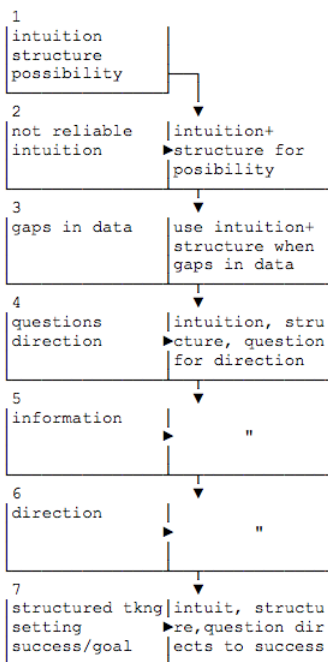 1
intuition
structure
possibility
2
not reliable intuition+
intuition structure for
posibility
3
gaps in data use intuition+
structure when
gaps in data
4
questions intuition, stru
direction cture, question
for direction
5
information
"
6
direction
"
7
structured tkng intuit, structu
setting re,question dir
success/goal ects to success